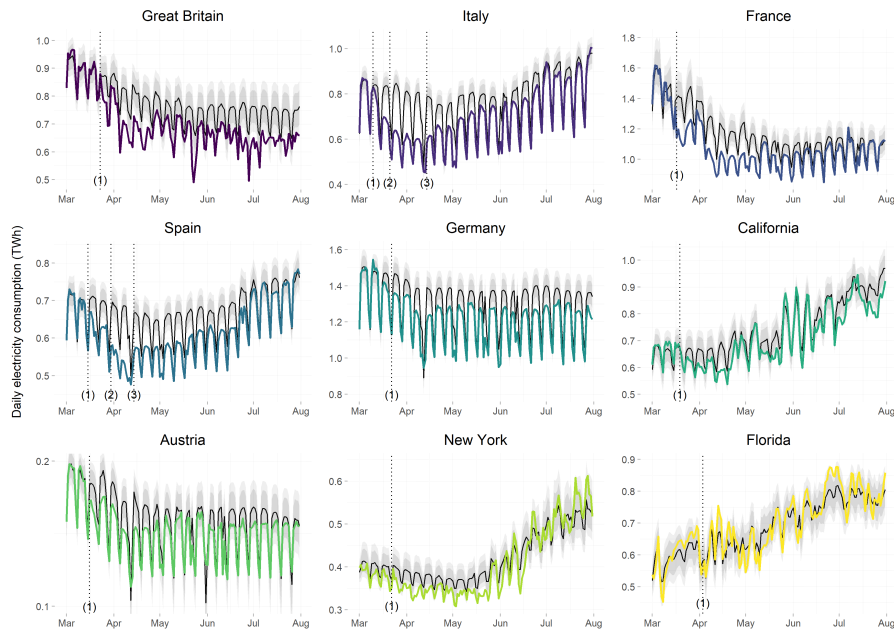 Great Britain
Italy
France
1.0
0.9
0.8
0.7
0.6
0.5
(1)
Mar Apr May Jun Jul Aug
1.0
0.8
0.6
0.4
(1) (2) (3)
Mar Apr May Jun Jul Aug
1.8
1.6
1.4
1.2
1.0
(1)
Mar Apr May Jun Jul Aug
Daily electricity consumption (TWh)
Spain
Germany
California
0.8
0.7
0.6
0.5
(1) (2) (3)
Mar Apr May Jun Jul Aug
1.6
1.4
1.2
1.0
0.8
(1)
Mar Apr May Jun Jul Aug
1.0
0.9
0.8
0.7
0.6
0.5
(1)
Mar Apr May Jun Jul Aug
Austria
New York
Florida
0.2
0.1
(1)
Mar Apr May Jun Jul Aug
0.6
0.5
0.4
0.3
(1)
Mar Apr May Jun Jul Aug
0.9
0.8
0.7
0.6
0.5
(1)
Mar Apr May Jun Jul Aug